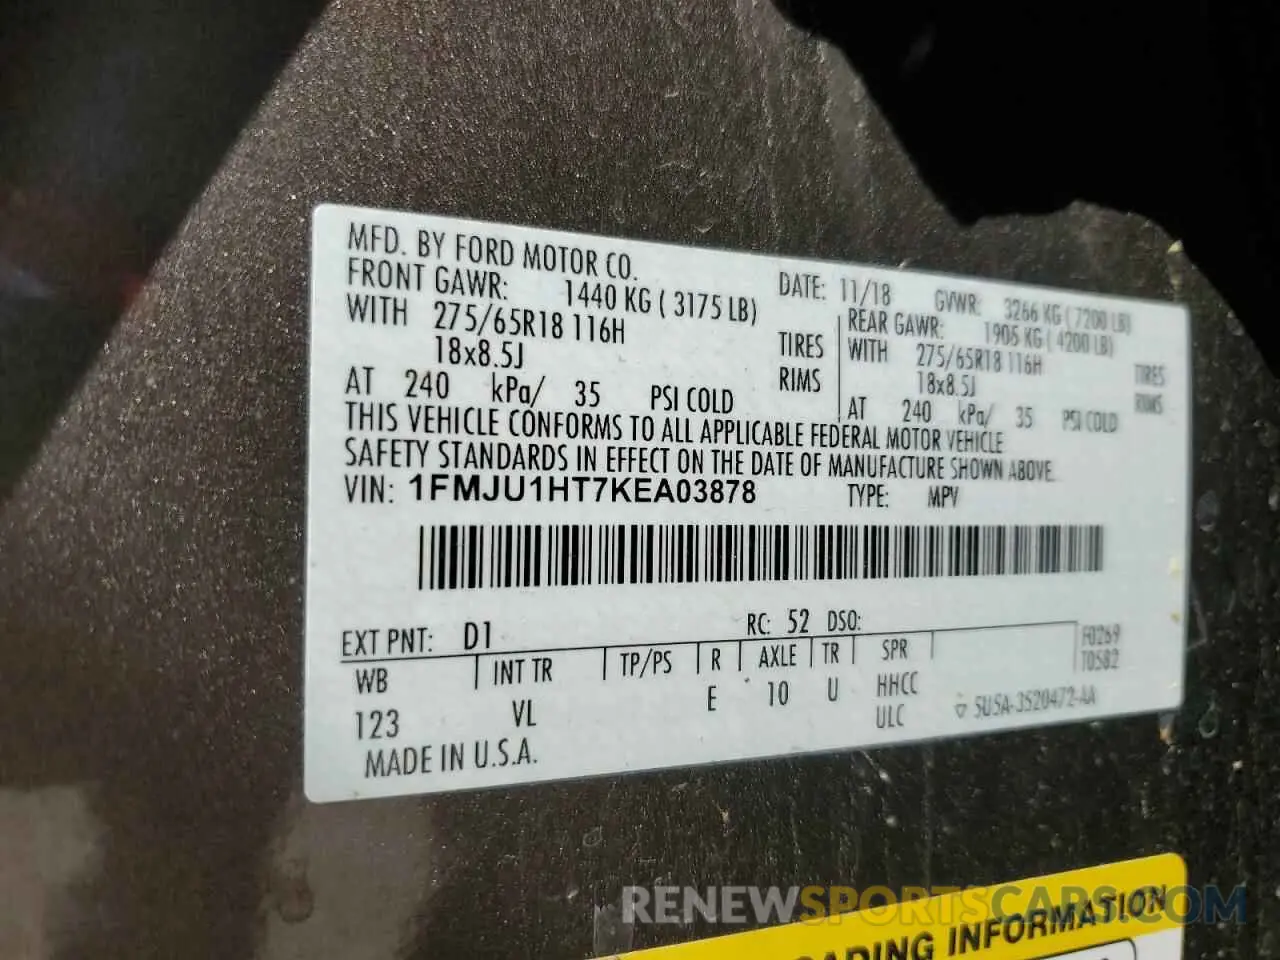 MFD. BY FORD MOTOR CO.
DATE: 11/18 GVWR: 3266 KG ( 7200 LB)
FRONT GAWR: 1440 KG ( 3175 LB)
REAR GAWR: 1905 KG ( 4200 LB)
WITH 275/65R18 116H TIRES
WITH 275/65R18 116H TIRES
18x8.5J RIMS
18x8.5J RIMS
AT 240 kPa/ 35 PSI COLD
AT 240 kPa/ 35 PSI COLD
THIS VEHICLE CONFORMS TO ALL APPLICABLE FEDERAL MOTOR VEHICLE
SAFETY STANDARDS IN EFFECT ON THE DATE OF MANUFACTURE SHOWN ABOVE.
VIN: 1FMJU1HT7KEA03878 TYPE: MPV
EXT PNT: D1 RC: 52 DSO:
F0269
WB INT TR TP/PS R AXLE TR SPR
T0582
123 VL E 10 U HHCC
ULC
5U5A-3520472-AA
MADE IN U.S.A.
RENEWSPORTSCARS.COM
ADING INFORMATION